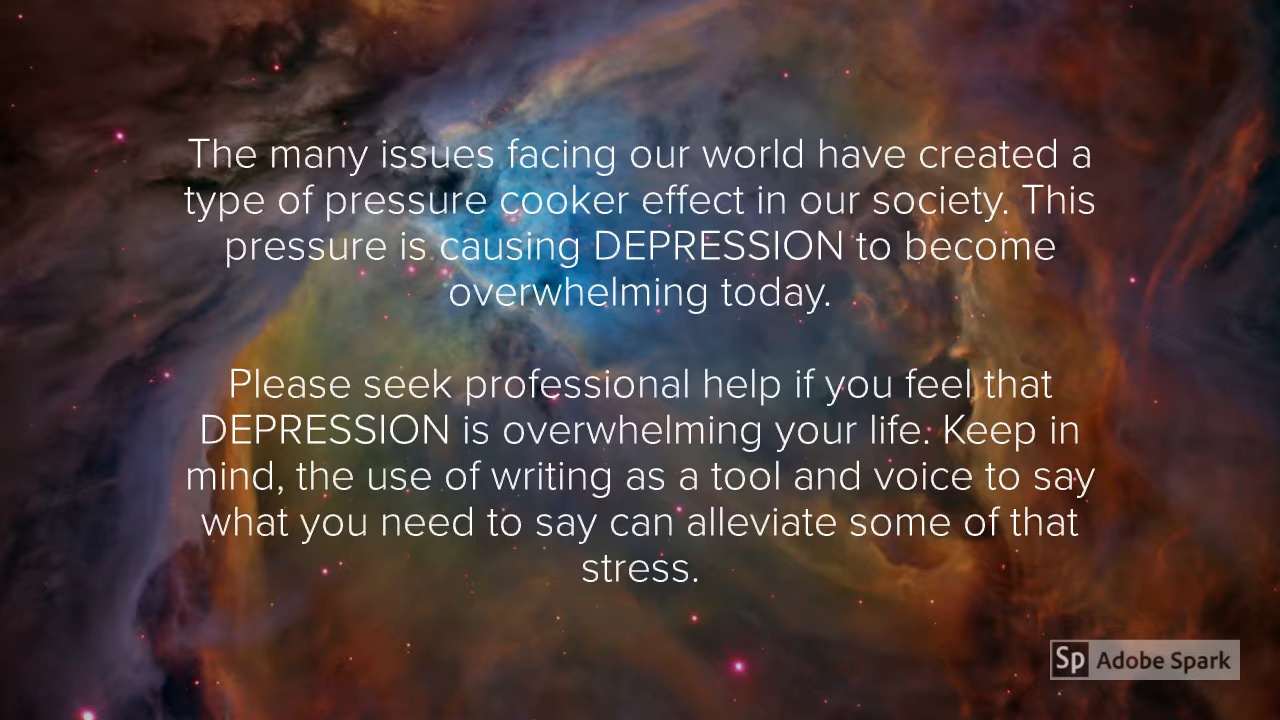 The many issues facing our world have created a
type of pressure cooker effect in our society. This
pressure is causing DEPRESSION to become
overwhelming today.
Please seek professional help if you feel that
DEPRESSION is overwhelming your life. Keep in
mind, the use of writing as a tool and voice to say
what you need to say can alleviate some of that
stress.
Sp Adobe Spark